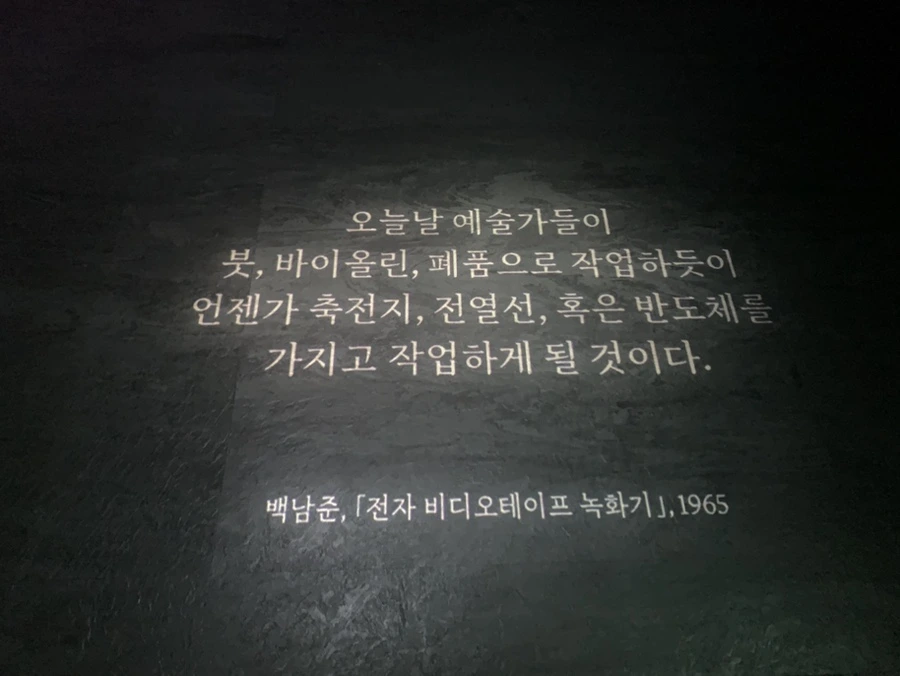 오늘날 예술가들이
붓, 바이올린, 폐품으로 작업하듯이
언젠가 축전지, 전열선, 혹은 반도체를
가지고 작업하게 될 것이다.
백남준, 「전자 비디오테이프 녹화기」, 1965